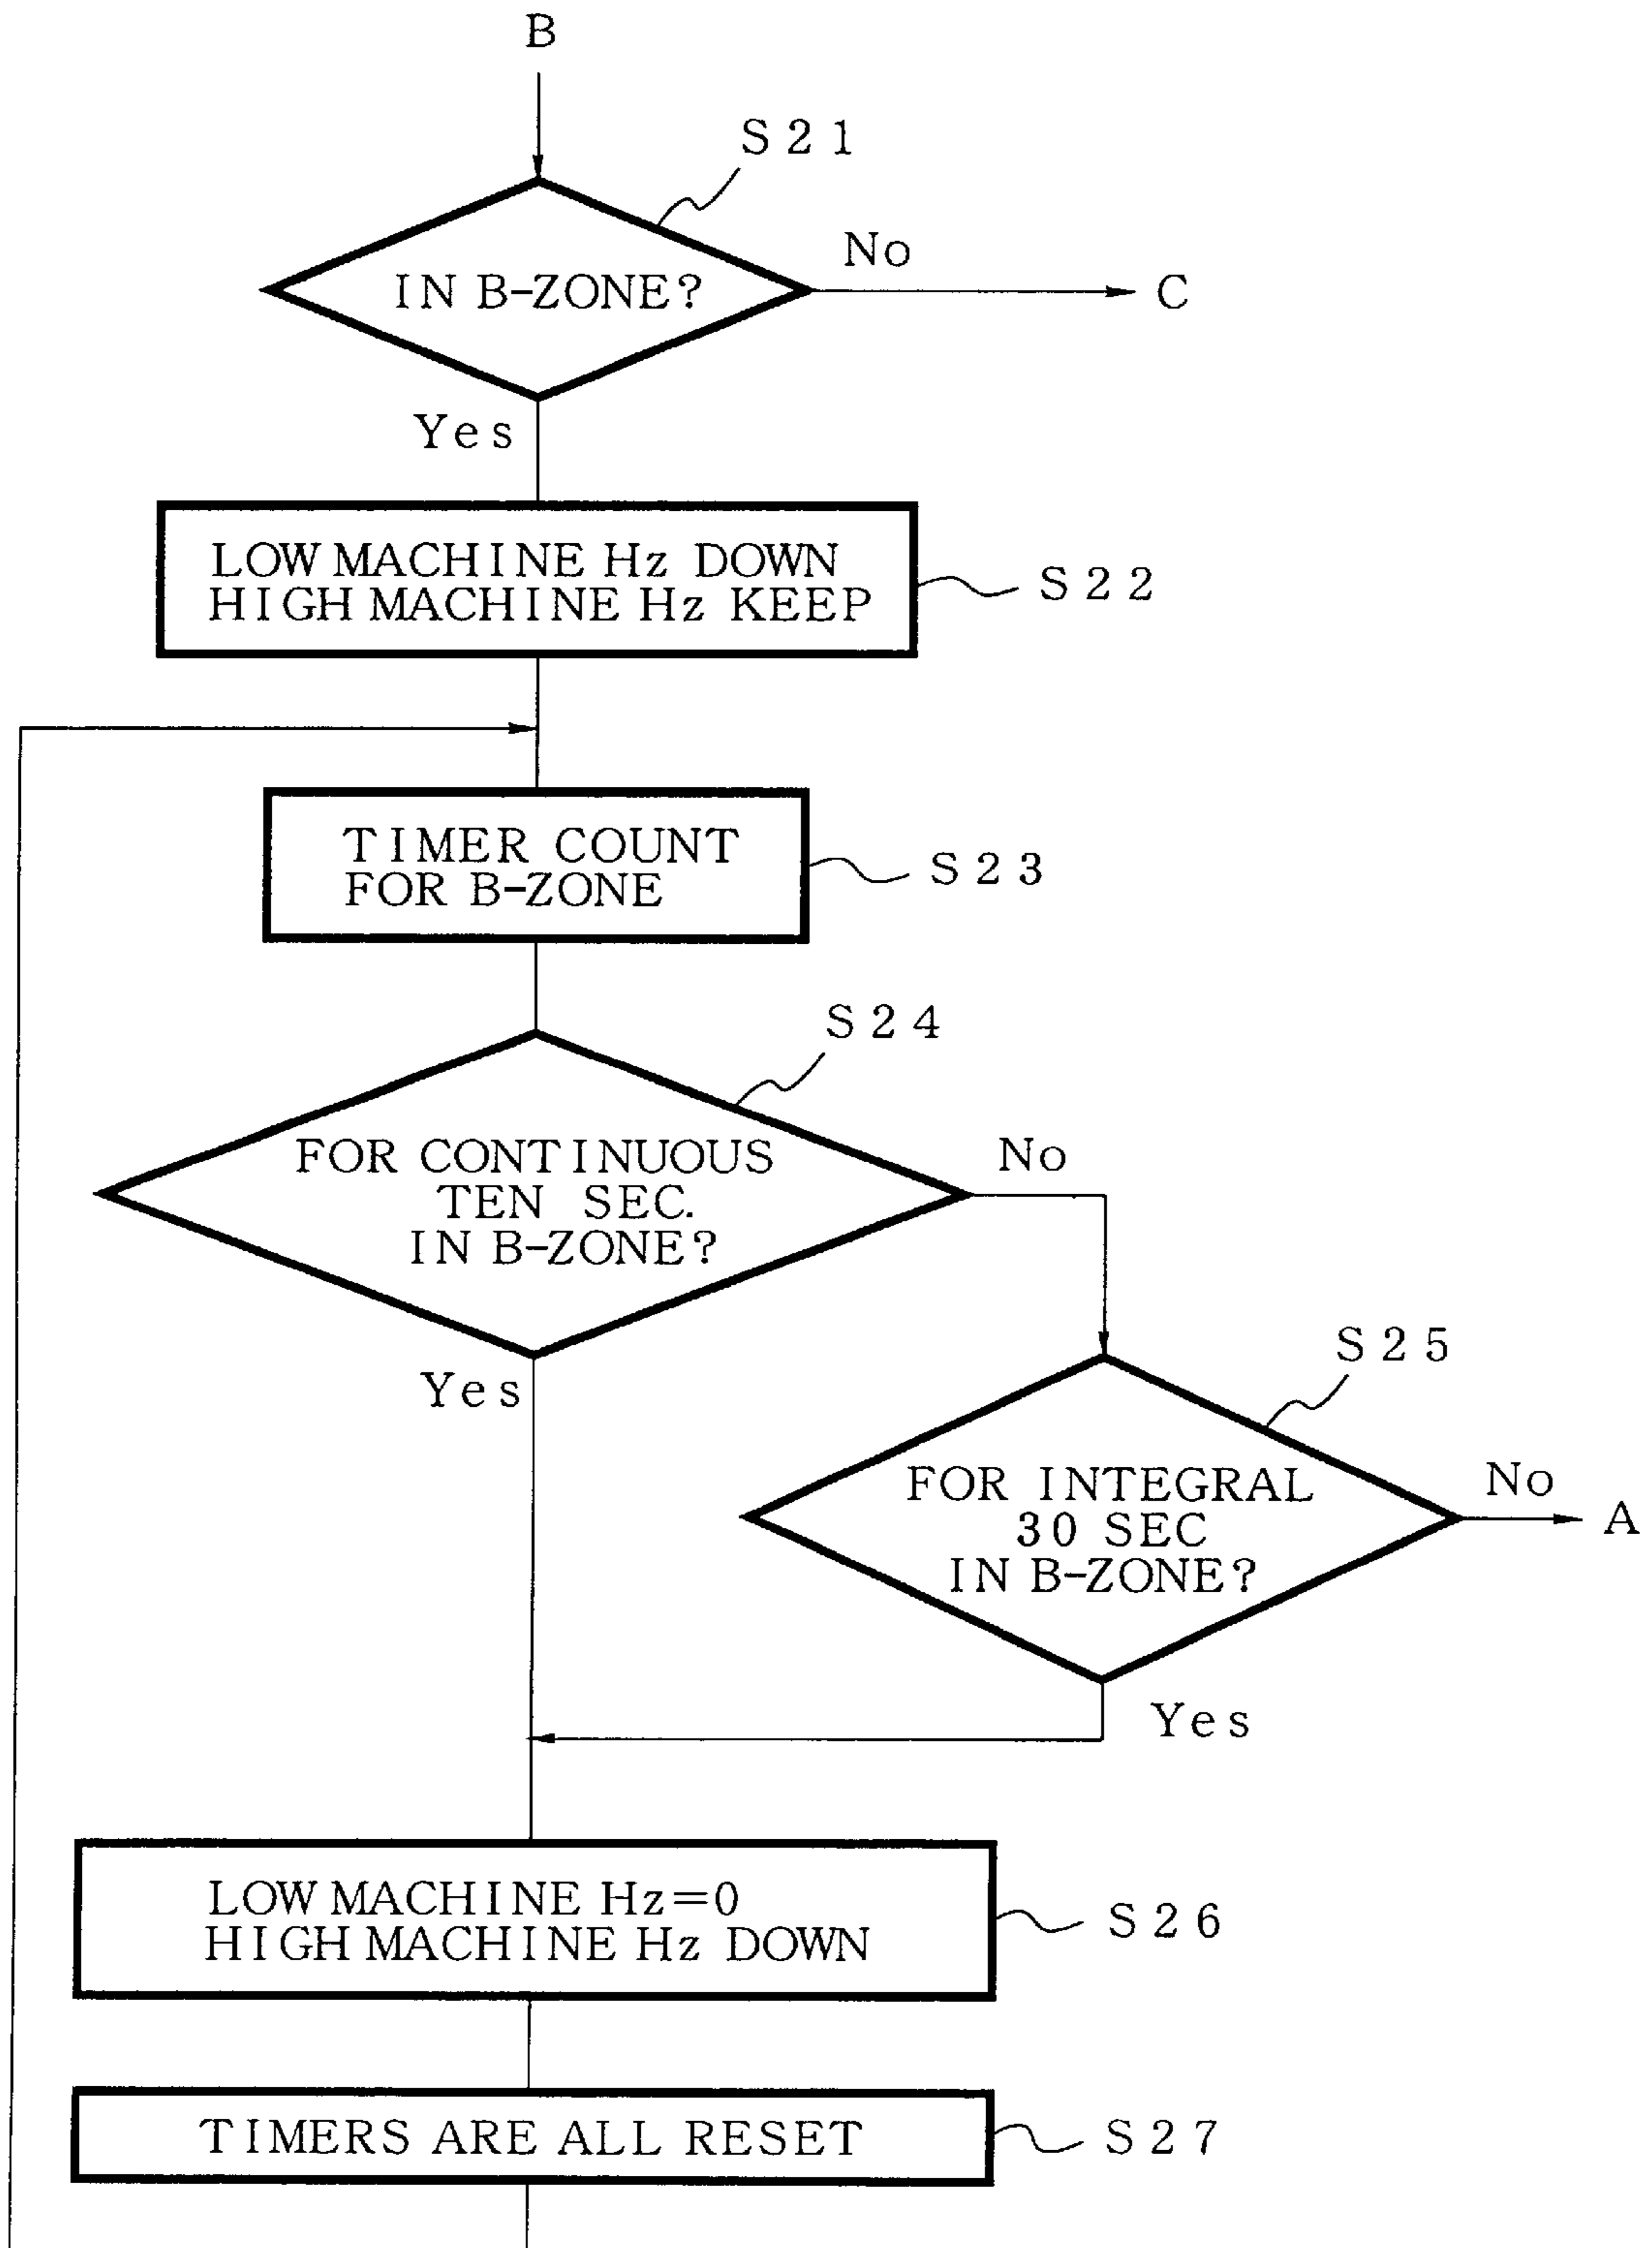 B
S21
No
IN B-ZONE?
C
Yes
LOW MACHINE Hz DOWN
HIGH MACHINE Hz KEEP
S22
TIMER COUNT
FOR B-ZONE
S23
S24
FOR CONTINUOUS
TEN SEC.
IN B-ZONE?
No
Yes
S25
FOR INTEGRAL
30 SEC
IN B-ZONE?
No
A
Yes
LOW MACHINE Hz=0
HIGH MACHINE Hz DOWN
S26
TIMERS ARE ALL RESET
S27